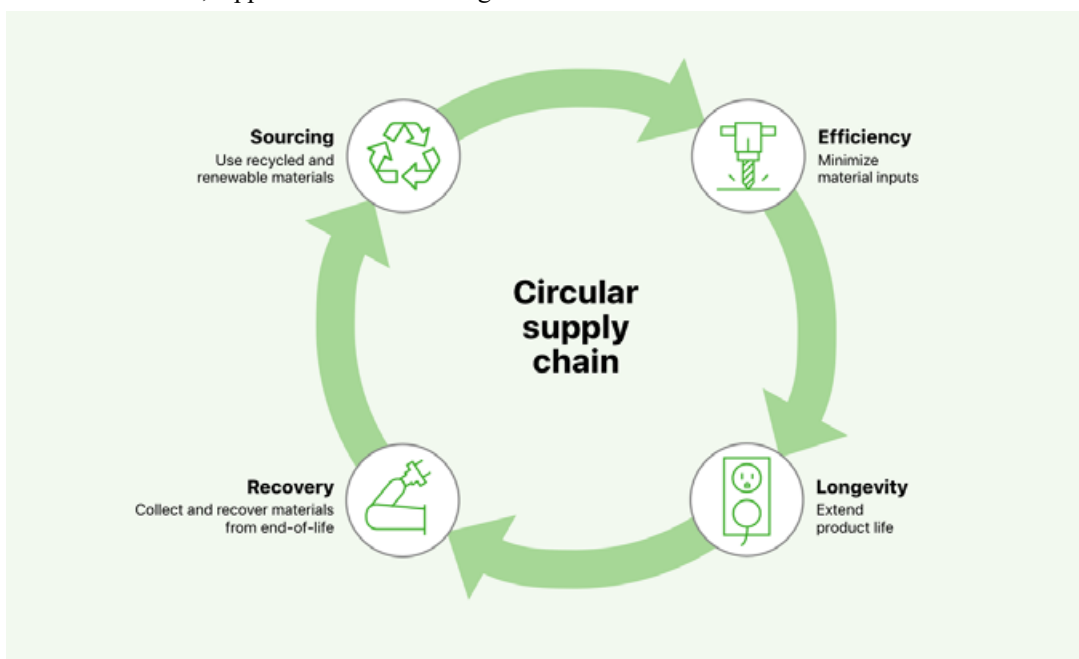 Sourcing
Use recycled and
renewable materials
Efficiency
Minimize
material inputs
Circular
supply
chain
Recovery
Collect and recover materials
from end-of-life
Longevity
Extend
product life